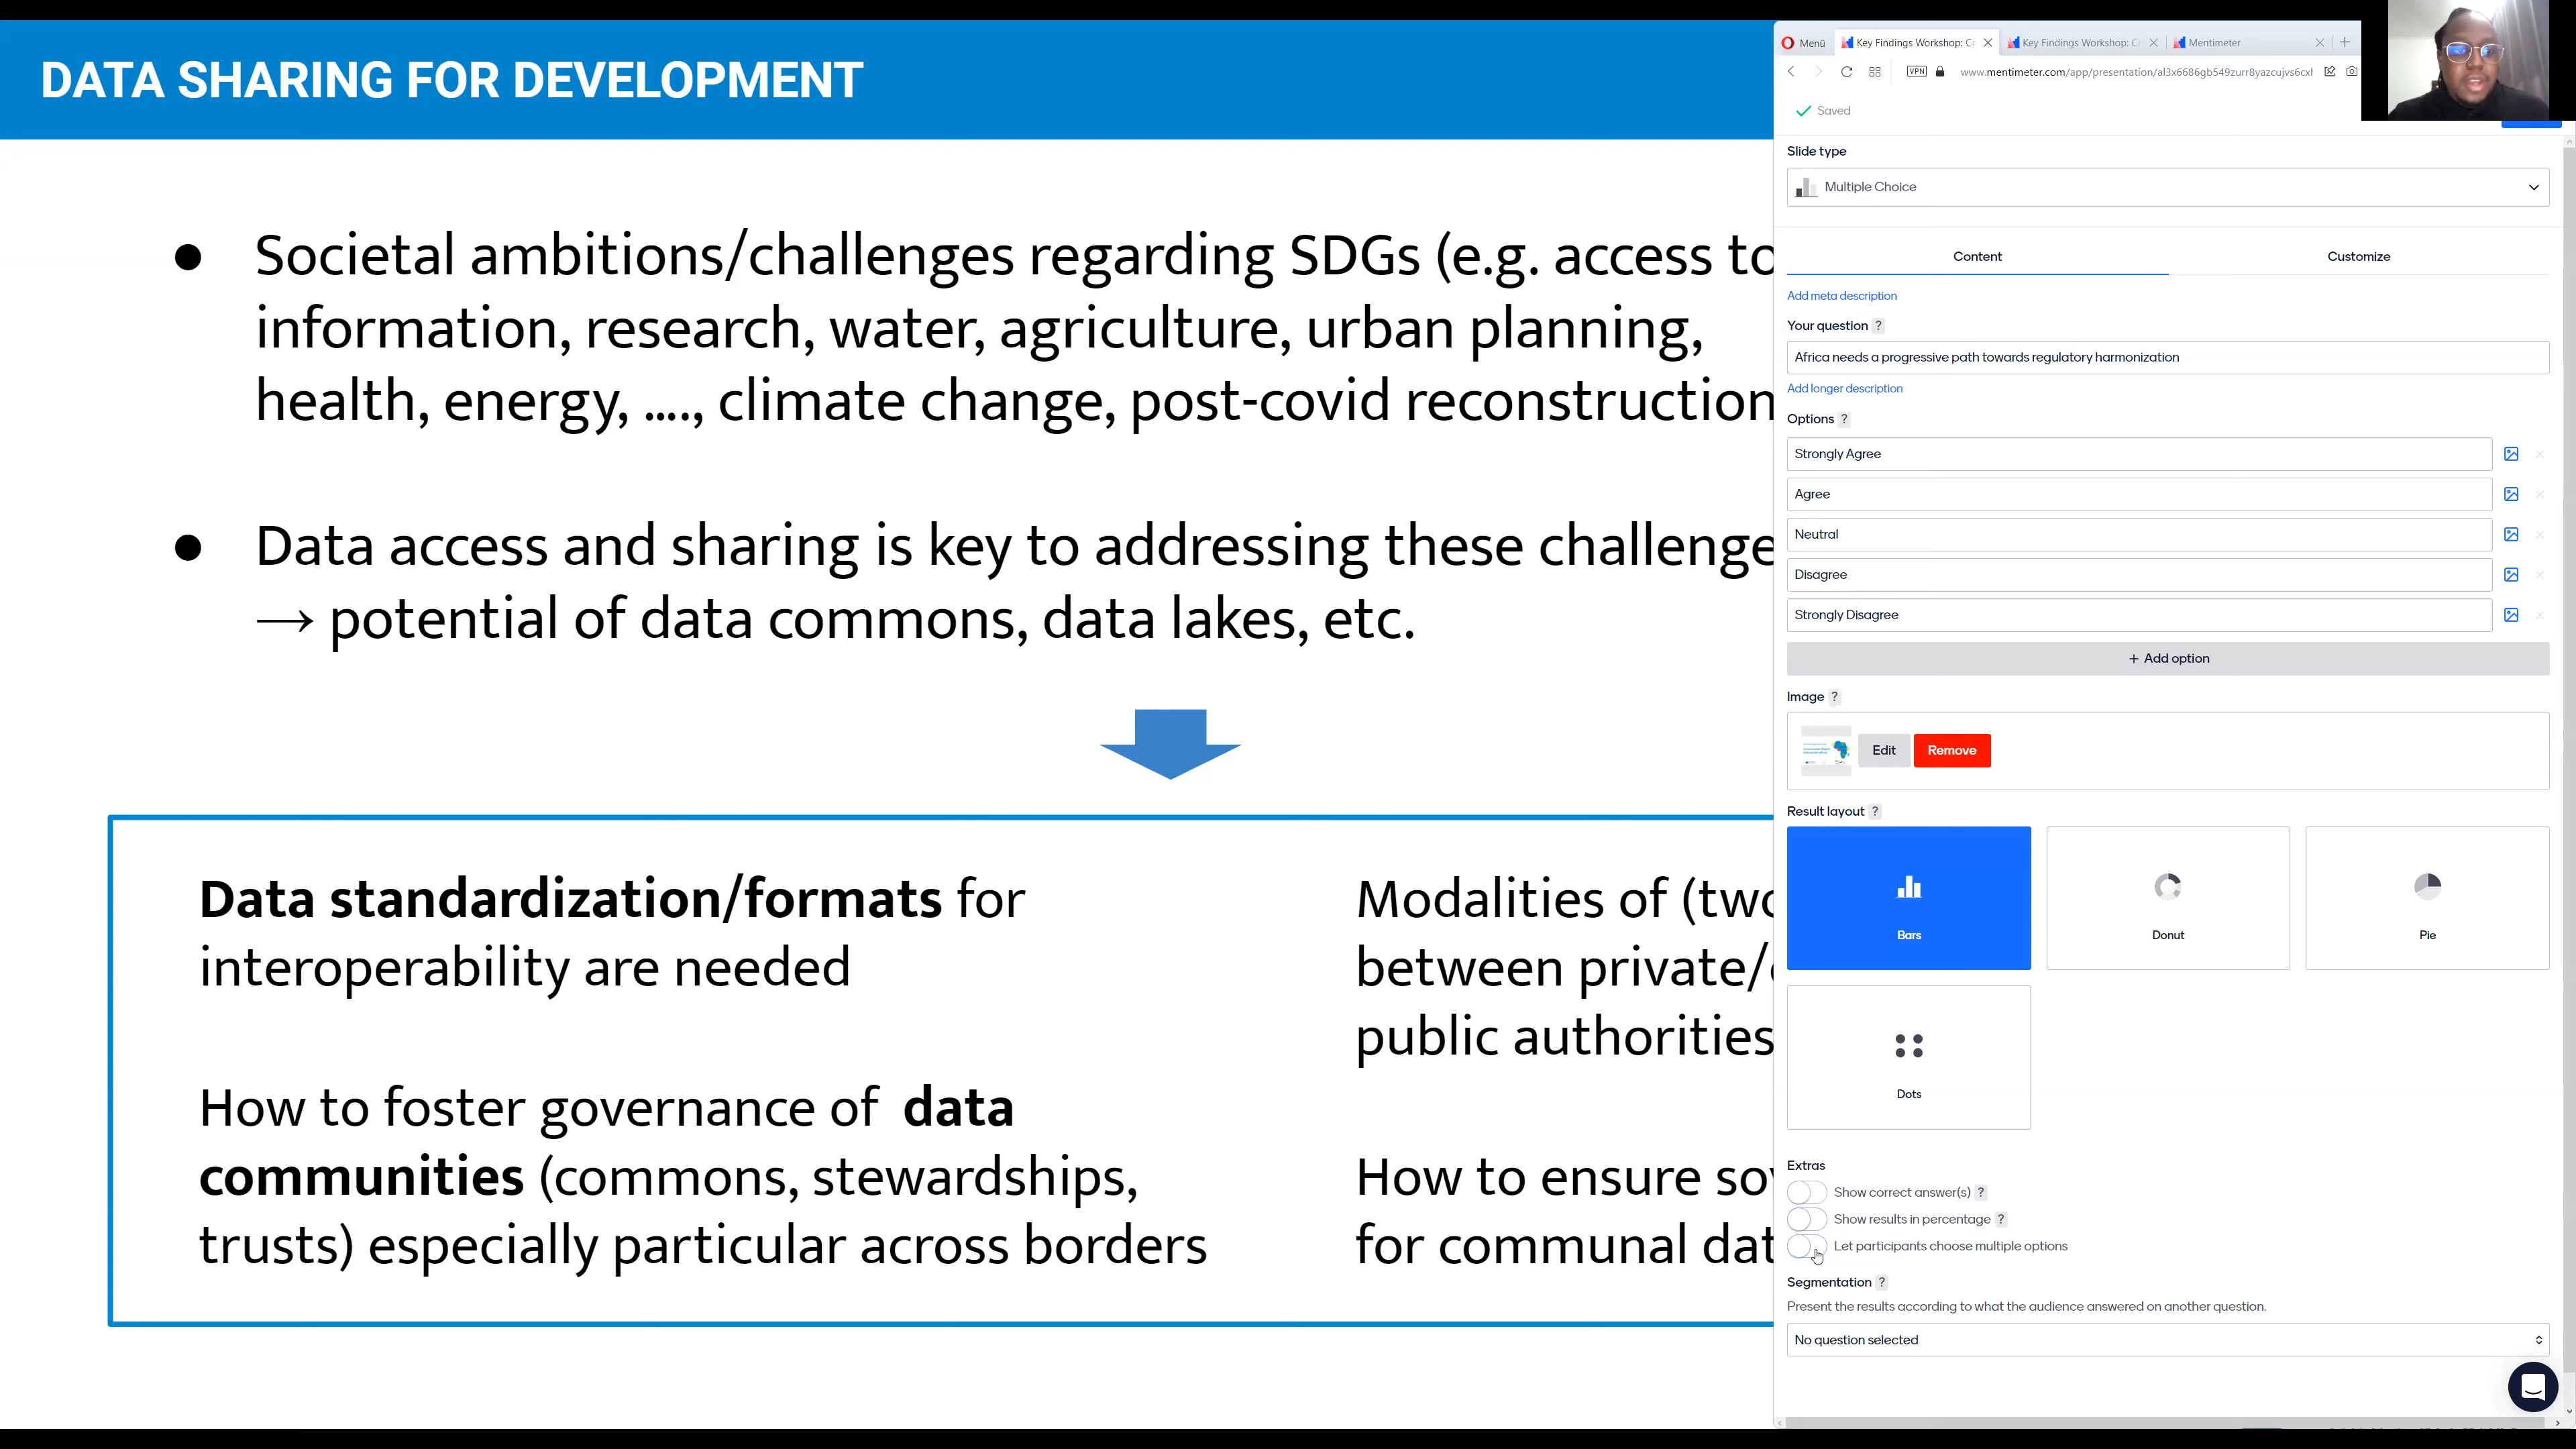 DATA SHARING FOR DEVELOPMENT
● Societal ambitions/challenges regarding SDGs (e.g. access to
information, research, water, agriculture, urban planning,
health, energy, ...., climate change, post-covid reconstruction
● Data access and sharing is key to addressing these challenge
→ potential of data commons, data lakes, etc.
Data standardization/formats for
interoperability are needed
How to foster governance of data
communities (commons, stewardships,
trusts) especially particular across borders
Modalities of (two
between private/
public authorities
How to ensure so
for communal dat
Menü
Key Findings Workshop: C
Key Findings Workshop: C
Mentimeter
VPN
www.mentimeter.com/app/presentation/al3x6686gb549zurr8yazcujvs6cxl
Saved
Slide type
Multiple Choice
Content
Customize
Add meta description
Your question ?
Africa needs a progressive path towards regulatory harmonization
Add longer description
Options ?
Strongly Agree
Agree
Neutral
Disagree
Strongly Disagree
+ Add option
Image ?
Edit
Remove
Result layout ?
Bars
Donut
Pie
Dots
Extras
Show correct answer(s) ?
Show results in percentage ?
Let participants choose multiple options
Segmentation ?
Present the results according to what the audience answered on another question.
No question selected